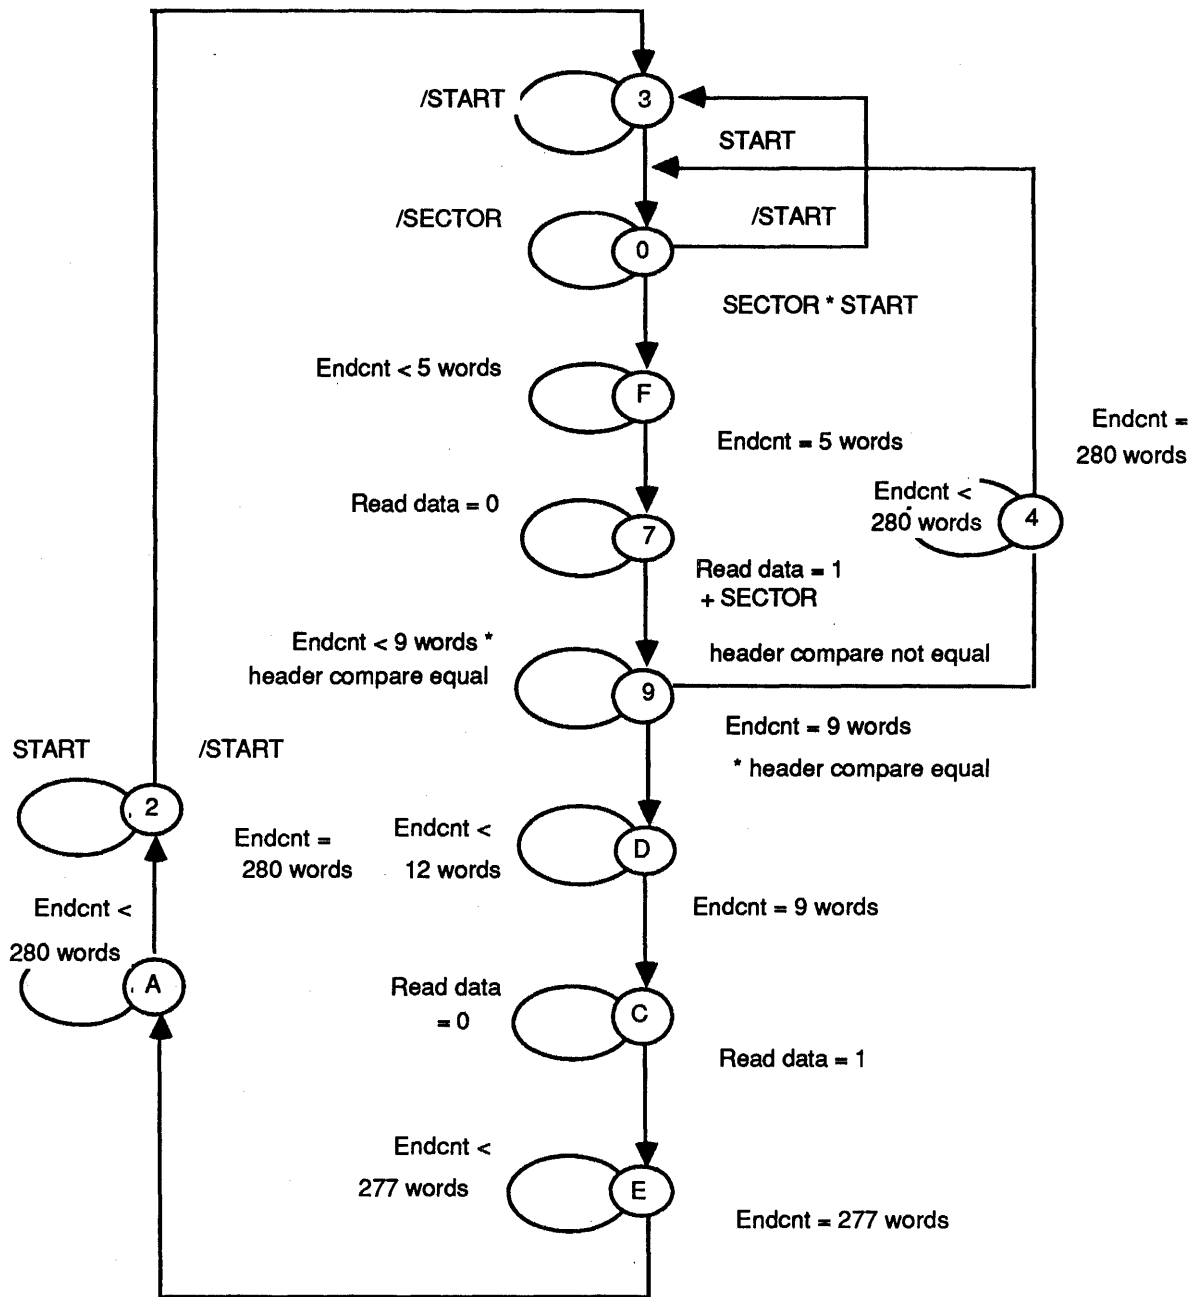 /START
3
START
/SECTOR
/START
0
SECTOR * START
Endcnt < 5 words
F
Endcnt = 5 words
Endcnt =
280 words
Read data = 0
7
Endcnt <
280 words
4
Read data = 1
+ SECTOR
Endcnt < 9 words *
header compare equal
9
header compare not equal
Endcnt = 9 words
* header compare equal
START
/START
2
Endcnt =
280 words
Endcnt <
12 words
D
Endcnt = 9 words
Endcnt <
280 words
A
Read data
= 0
C
Read data = 1
Endcnt <
277 words
E
Endcnt = 277 words